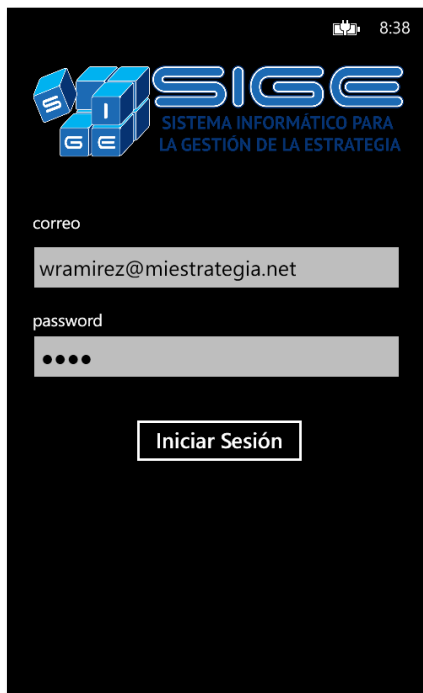 8:38
S
I
G E
SIGE
SISTEMA INFORMÁTICO PARA
LA GESTIÓN DE LA ESTRATEGIA
correo
wramirez@miestrategia.net
password
●●●●
Iniciar Sesión